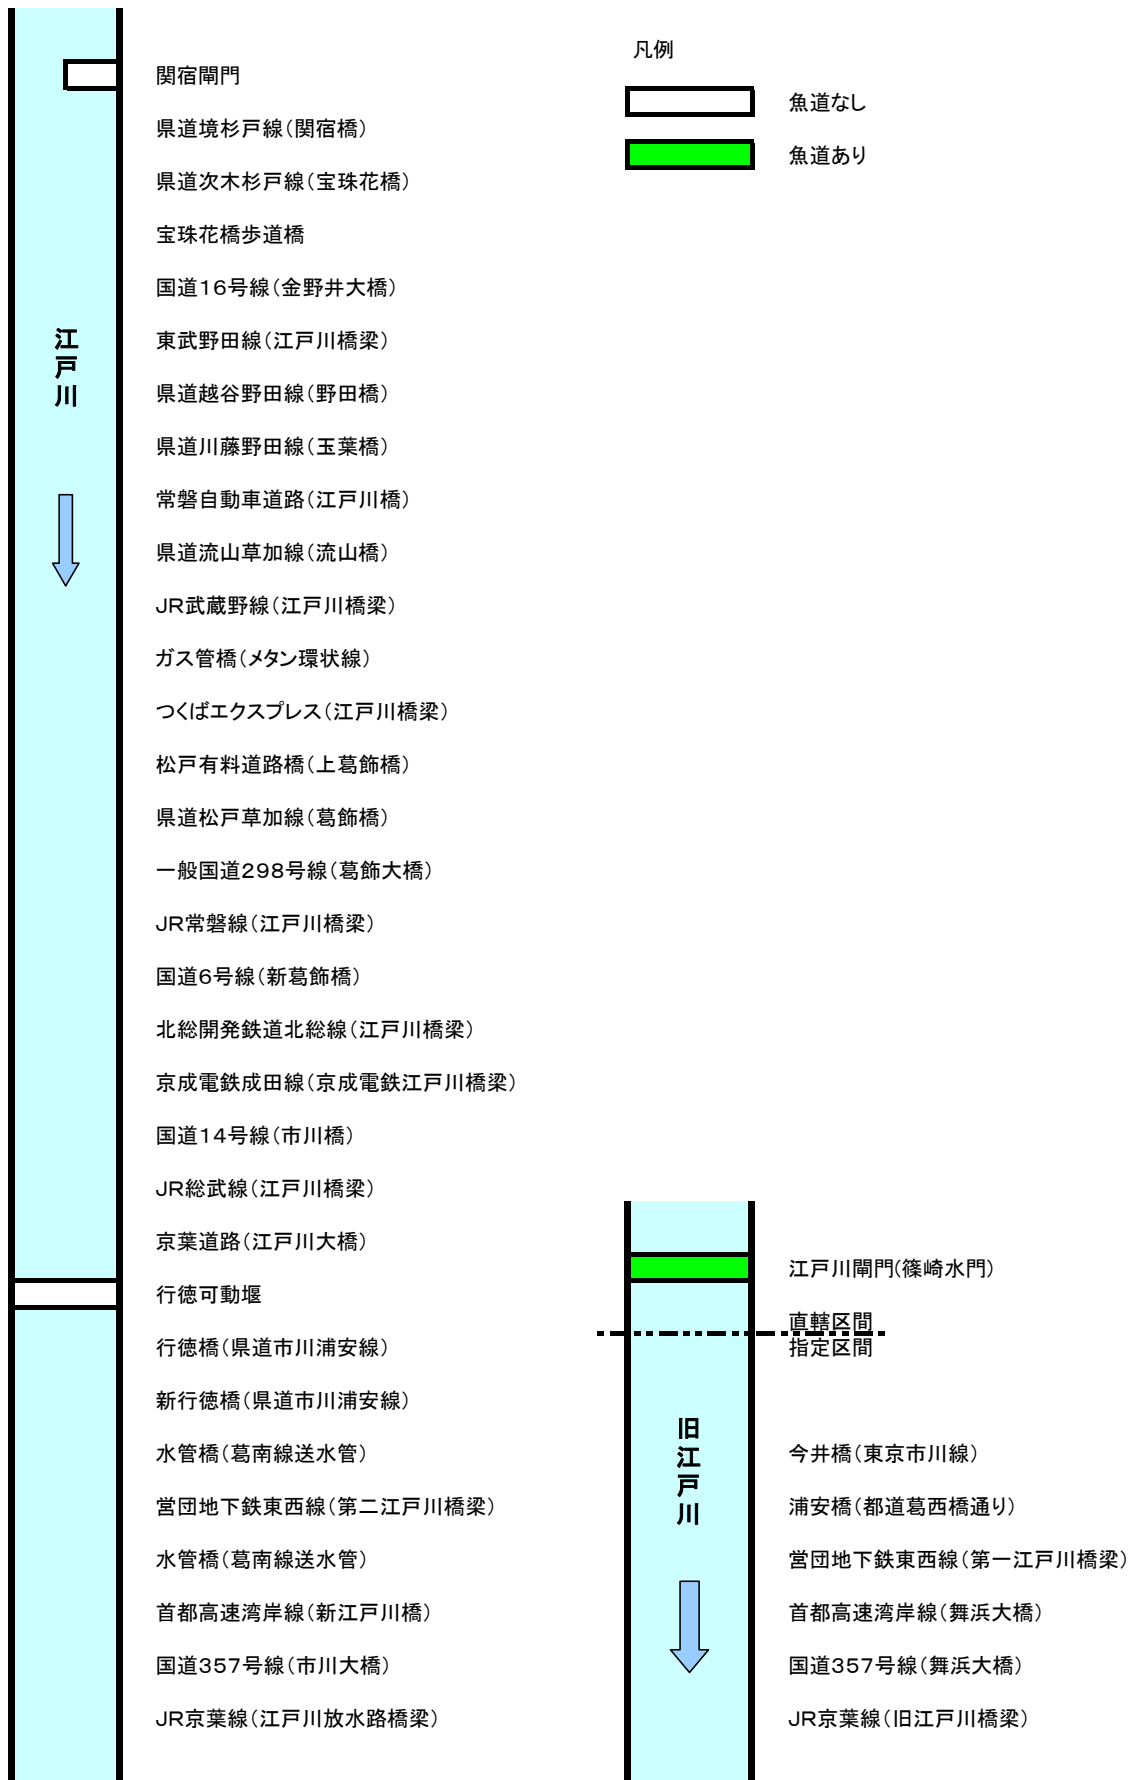 関宿閘門
県道境杉戸線（関宿橋）
県道次木杉戸線（宝珠花橋）
宝珠花橋歩道橋
国道16号線（金野井大橋）
東武野田線（江戸川橋梁）
県道越谷野田線（野田橋）
県道川藤野田線（玉葉橋）
常磐自動車道路（江戸川橋）
県道流山草加線（流山橋）
JR武蔵野線（江戸川橋梁）
ガス管橋（メタン環状線）
つくばエクスプレス（江戸川橋梁）
松戸有料道路橋（上葛飾橋）
県道松戸草加線（葛飾橋）
一般国道298号線（葛飾大橋）
JR常磐線（江戸川橋梁）
国道6号線（新葛飾橋）
北総開発鉄道北総線（江戸川橋梁）
京成電鉄成田線（京成電鉄江戸川橋梁）
国道14号線（市川橋）
JR総武線（江戸川橋梁）
京葉道路（江戸川大橋）
行徳可動堰
行徳橋（県道市川浦安線）
新行徳橋（県道市川浦安線）
水管橋（葛南線送水管）
営団地下鉄東西線（第二江戸川橋梁）
水管橋（葛南線送水管）
首都高速湾岸線（新江戸川橋）
国道357号線（市川大橋）
JR京葉線（江戸川放水路橋梁）
江戸川
凡例
魚道なし
魚道あり
江戸川閘門(篠崎水門)
直轄区間
指定区間
旧江戸川
今井橋（東京市川線）
浦安橋（都道葛西橋通り）
営団地下鉄東西線（第一江戸川橋梁）
首都高速湾岸線（舞浜大橋）
国道357号線（舞浜大橋）
JR京葉線（旧江戸川橋梁）